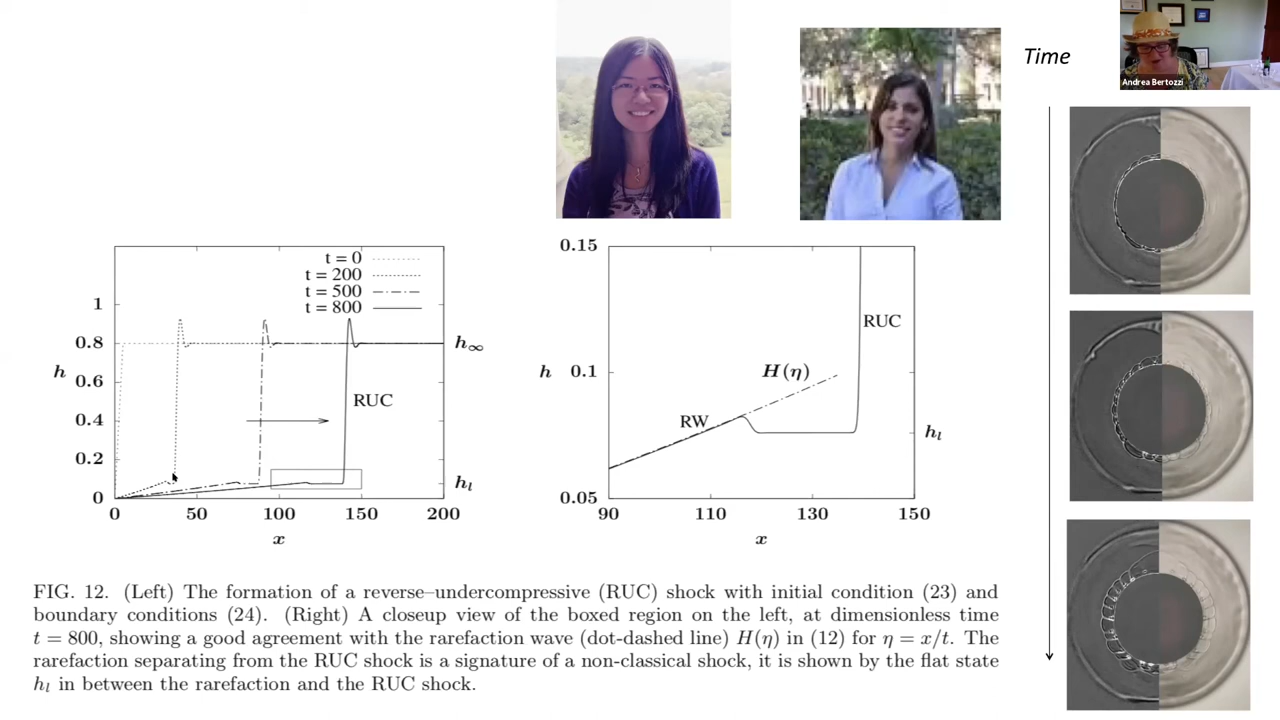 Time
Andrea Bertozzi
t = 0
t = 200
t = 500
t = 800
1
0.8
0.6
0.4
0.2
0
h
h∞
RUC
hl
0 50 100 150 200
x
0.15
0.1
0.05
h
RUC
H(η)
RW
hl
90 110 130 150
x
FIG. 12. (Left) The formation of a reverse–undercompressive (RUC) shock with initial condition (23) and
boundary conditions (24). (Right) A closeup view of the boxed region on the left, at dimensionless time
t = 800, showing a good agreement with the rarefaction wave (dot-dashed line) H(η) in (12) for η = x/t. The
rarefaction separating from the RUC shock is a signature of a non-classical shock, it is shown by the flat state
hl in between the rarefaction and the RUC shock.